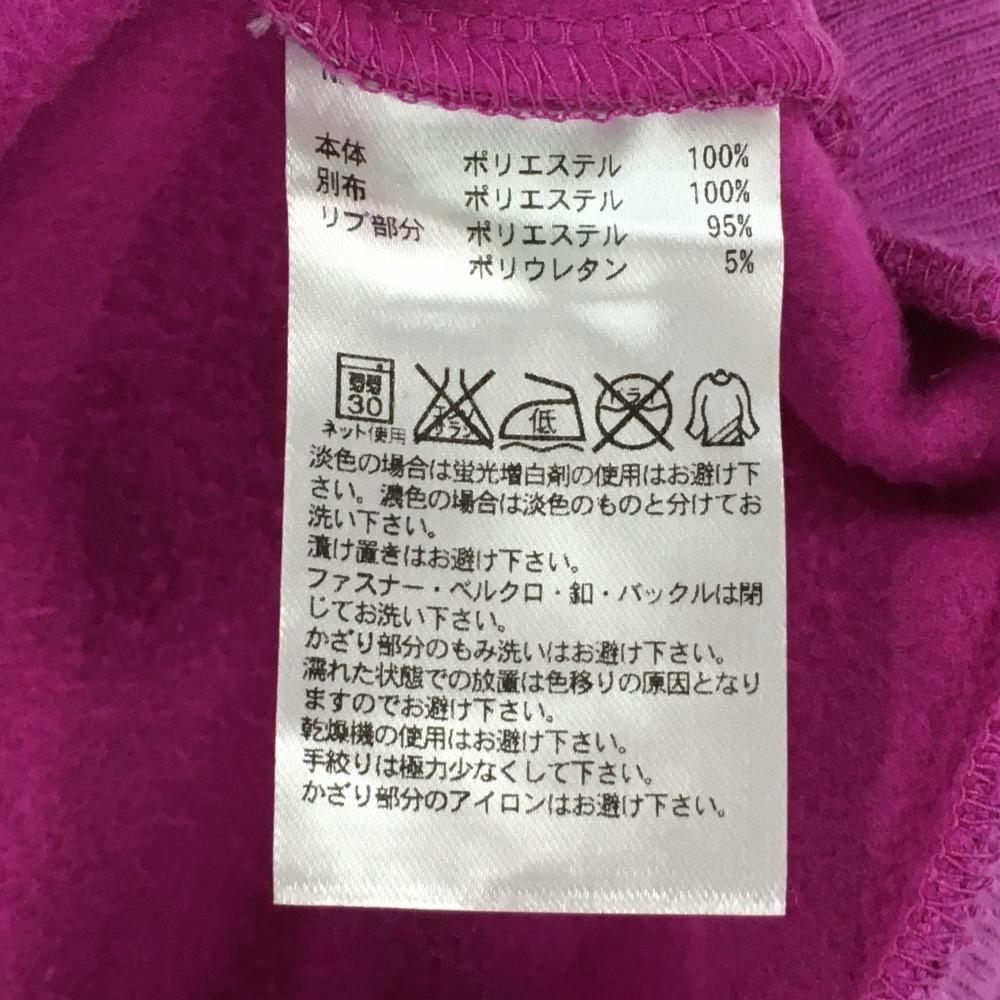 本体 ポリエステル 100%
別布 ポリエステル 100%
リブ部分 ポリエステル 95%
ポリウレタン 5%
弱 30 エンソ サラシ 低 ドライ
ネット使用
淡色の場合は蛍光増白剤の使用はお避け下
さい。濃色の場合は淡色のものと分けてお
洗い下さい。
漬け置きはお避け下さい。
ファスナー・ベルクロ・釦・バックルは閉
じてお洗い下さい。
かざり部分のもみ洗いはお避け下さい。
濡れた状態での放置は色移りの原因となり
ますのでお避け下さい。
乾燥機の使用はお避け下さい。
手絞りは極力少なくして下さい。
かざり部分のアイロンはお避け下さい。